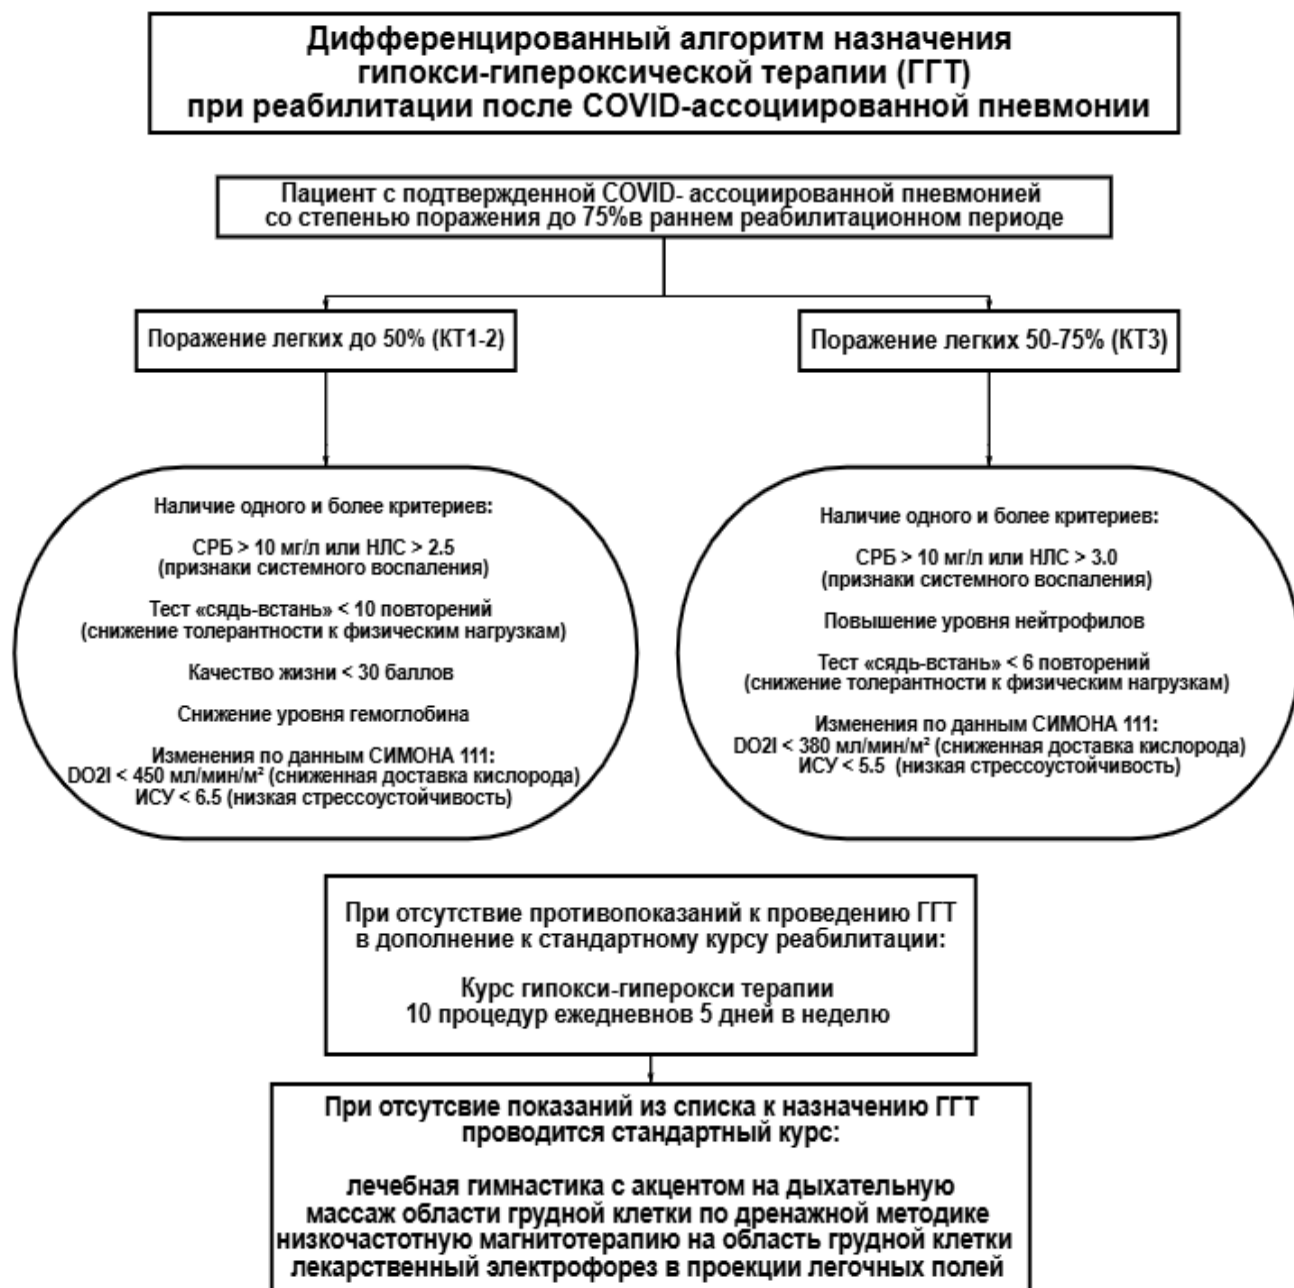 Дифференцированный алгоритм назначения
гипокси-гипероксической терапии (ГГТ)
при реабилитации после COVID-ассоциированной пневмонии
Пациент с подтвержденной COVID- ассоциированной пневмонией
со степенью поражения до 75%в раннем реабилитационном периоде
Поражение легких до 50% (КТ1-2)
Поражение легких 50-75% (КТ3)
Наличие одного и более критериев:
СРБ > 10 мг/л или НЛС > 2.5
(признаки системного воспаления)
Тест «сядь-встань» < 10 повторений
(снижение толерантности к физическим нагрузкам)
Качество жизни < 30 баллов
Снижение уровня гемоглобина
Изменения по данным СИМОНА 111:
DO2I < 450 мл/мин/м² (сниженная доставка кислорода)
ИСУ < 6.5 (низкая стрессоустойчивость)
Наличие одного и более критериев:
СРБ > 10 мг/л или НЛС > 3.0
(признаки системного воспаления)
Повышение уровня нейтрофилов
Тест «сядь-встань» < 6 повторений
(снижение толерантности к физическим нагрузкам)
Изменения по данным СИМОНА 111:
DO2I < 380 мл/мин/м² (сниженная доставка кислорода)
ИСУ < 5.5 (низкая стрессоустойчивость)
При отсутствие противопоказаний к проведению ГГТ
в дополнение к стандартному курсу реабилитации:
Курс гипокси-гиперокси терапии
10 процедур ежедневнов 5 дней в неделю
При отсутсвие показаний из списка к назначению ГГТ
проводится стандартный курс:
лечебная гимнастика с акцентом на дыхательную
массаж области грудной клетки по дренажной методике
низкочастотную магнитотерапию на область грудной клетки
лекарственный электрофорез в проекции легочных полей